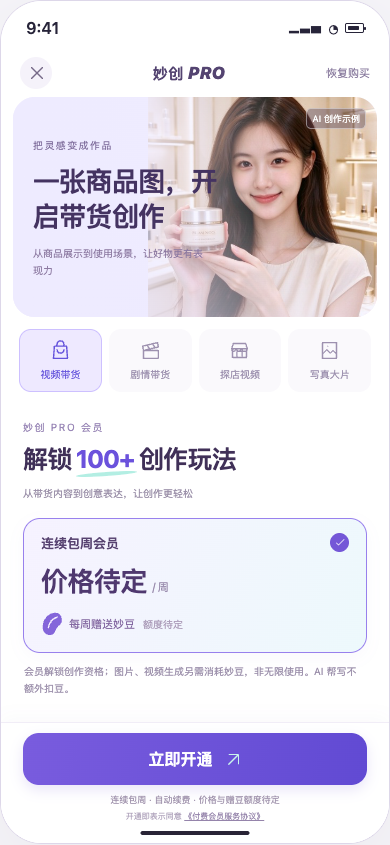 9:41
妙创 PRO
恢复购买
AI 创作示例
把灵感变成作品
一张商品图，开
启带货创作
从商品展示到使用场景，让好物更有表
现力
视频带货
剧情带货
探店视频
写真大片
妙创 PRO 会员
解锁 100+ 创作玩法
从带货内容到创意表达，让创作更轻松
连续包周会员
价格待定 / 周
每周赠送妙豆 额度待定
会员解锁创作资格：图片、视频生成另需消耗妙豆，非无限使用。AI 帮写不
额外扣豆。
立即开通
连续包周 · 自动续费 · 价格与赠豆额度待定
开通即表示同意 《付费会员服务协议》